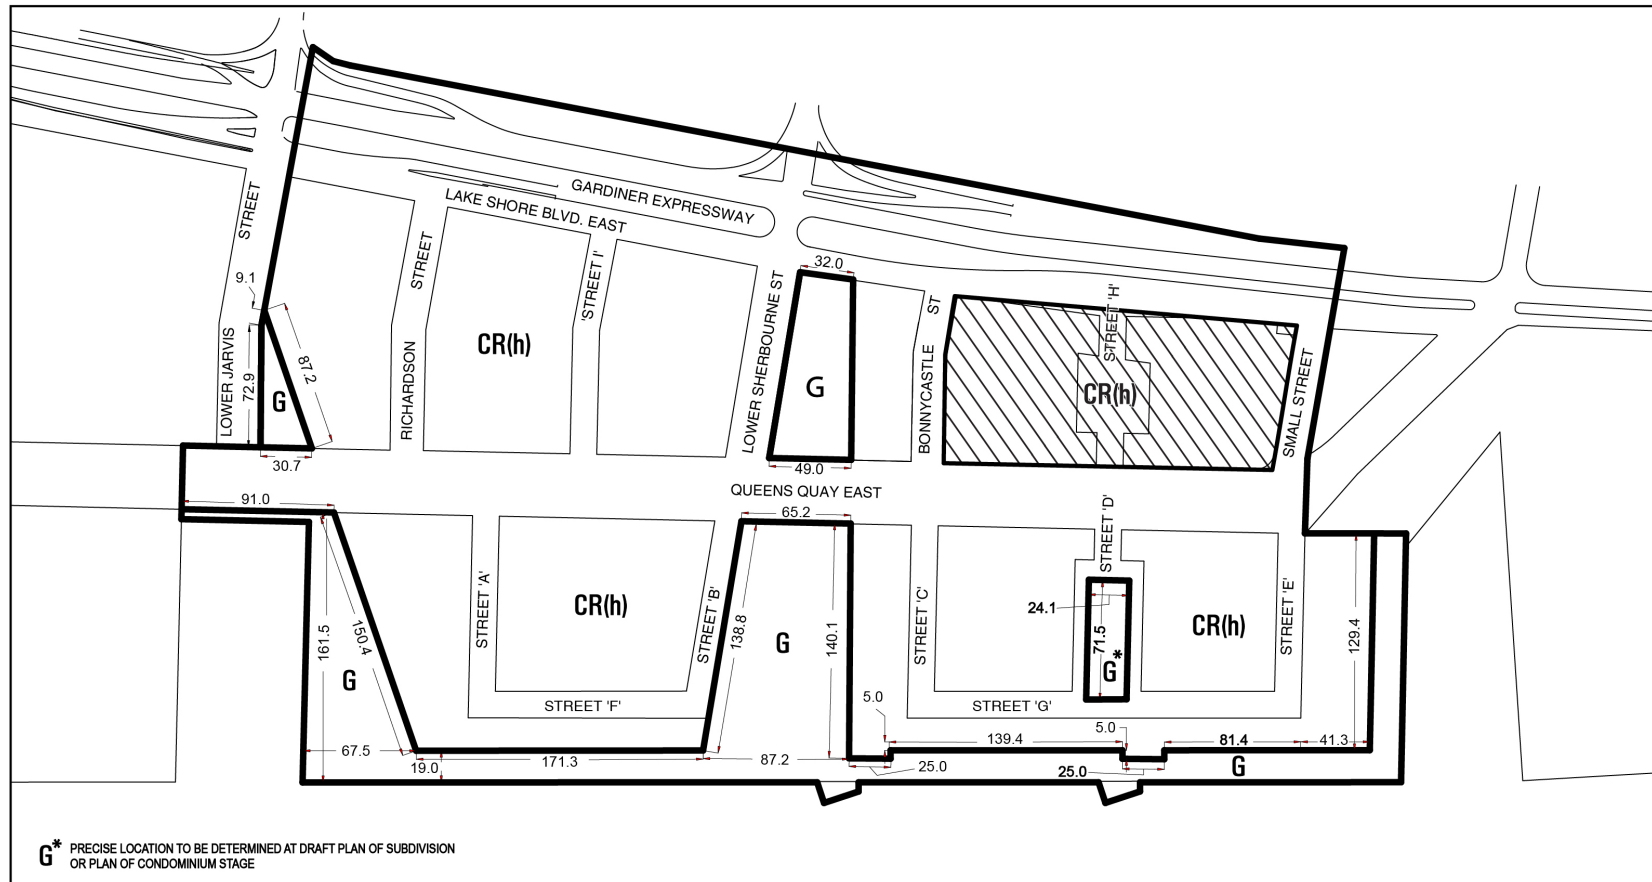 GARDINER EXPRESSWAY
LAKE SHORE BLVD. EAST
STREET
LOWER JARVIS
STREET
RICHARDSON
'STREET I'
LOWER SHERBOURNE ST
BONNYCASTLE
ST
STREET 'H'
SMALL STREET
9.1
72.9
87.2
G
30.7
CR(h)
32.0
G
49.0
CR(h)
QUEENS QUAY EAST
91.0
65.2
161.5
150.4
G
67.5
19.0
STREET 'A'
CR(h)
STREET 'B'
STREET 'F'
171.3
138.8
G
140.1
87.2
5.0
25.0
STREET 'C'
STREET 'D'
24.1
71.5
G*
STREET 'G'
139.4
5.0
25.0
CR(h)
STREET 'E'
129.4
81.4
41.3
G
G* PRECISE LOCATION TO BE DETERMINED AT DRAFT PLAN OF SUBDIVISION
OR PLAN OF CONDOMINIUM STAGE